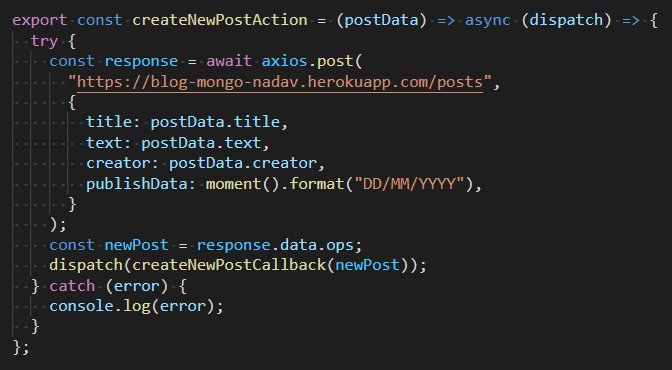 export const createNewPostAction = (postData) => async (dispatch) => {
  try {
    const response = await axios.post(
      "https://blog-mongo-nadav.herokuapp.com/posts",
      {
        title: postData.title,
        text: postData.text,
        creator: postData.creator,
        publishData: moment().format("DD/MM/YYYY"),
      }
    );
    const newPost = response.data.ops;
    dispatch(createNewPostCallback(newPost));
  } catch (error) {
    console.log(error);
  }
};